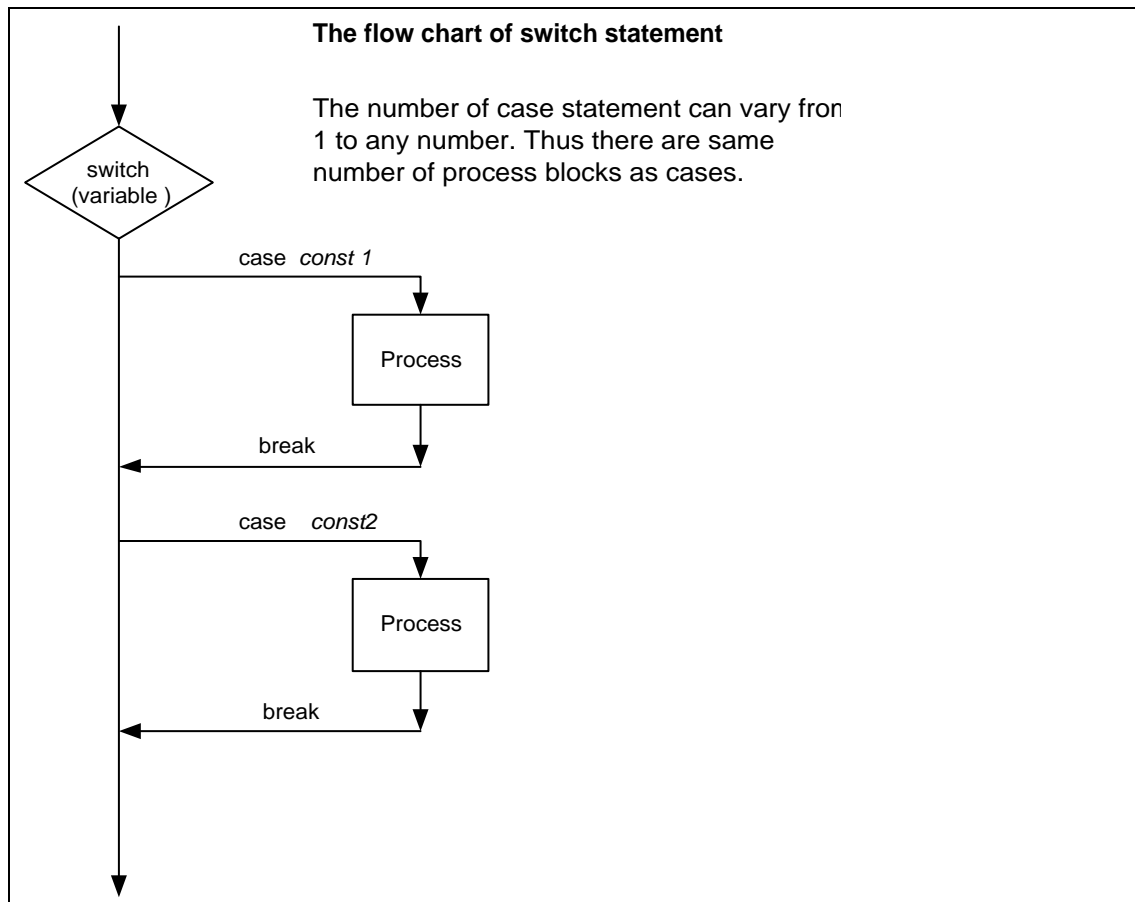 The flow chart of switch statement
The number of case statement can vary from
1 to any number. Thus there are same
number of process blocks as cases.
switch
(variable )
case const 1
Process
break
case const2
Process
break